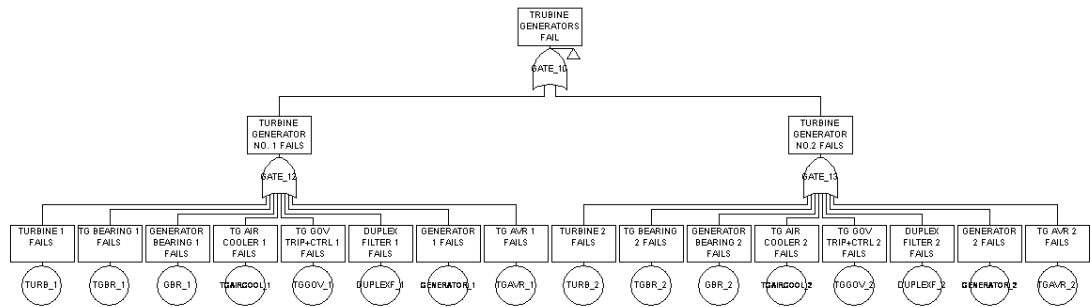 TRUBINE
GENERATORS
FAIL
GATE_10
TURBINE
GENERATOR
NO. 1 FAILS
TURBINE
GENERATOR
NO.2 FAILS
GATE_12
GATE_13
TURBINE 1
FAILS
TG BEARING 1
FAILS
GENERATOR
BEARING 1
FAILS
TG AIR
COOLER 1
FAILS
TG GOV
TRIP+CTRL 1
FAILS
DUPLEX
FILTER 1
FAILS
GENERATOR
1 FAILS
TG AVR 1
FAILS
TURBINE 2
FAILS
TG BEARING
2 FAILS
GENERATOR
BEARING 2
FAILS
TG AIR
COOLER 2
FAILS
TG GOV
TRIP+CTRL 2
FAILS
DUPLEX
FILTER 2
FAILS
GENERATOR
2 FAILS
TG AVR 2
FAILS
TURB_1
TGBR_1
GBR_1
TGAIRCOOL_1
TGGOV_1
DUPLEXF_1
GENERATOR_1
TGAVR_1
TURB_2
TGBR_2
GBR_2
TGAIRCOOL_2
TGGOV_2
DUPLEXF_2
GENERATOR_2
TGAVR_2